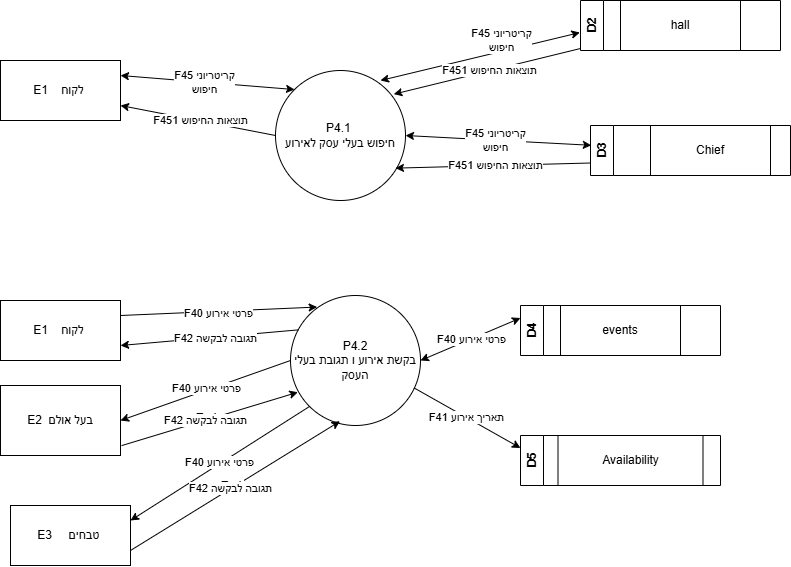 D2
hall
F45 קריטריוני
חיפוש
F451 תוצאות החיפוש
E1 לקוח
F45 קריטריוני
חיפוש
F451 תוצאות החיפוש
P4.1
חיפוש בעלי עסק לאירוע
F45 קריטריוני
חיפוש
F451 תוצאות החיפוש
D3
Chief
E1 לקוח
F40 פרטי אירוע
F42 תגובה לבקשה
P4.2
בקשת אירוע ו תגובת בעלי
העסק
F40 פרטי אירוע
D4
events
E2 בעל אולם
F40 פרטי אירוע
F42 תגובה לבקשה
F41 תאריך אירוע
D5
Availability
F40 פרטי אירוע
F42 תגובה לבקשה
E3 טבחים